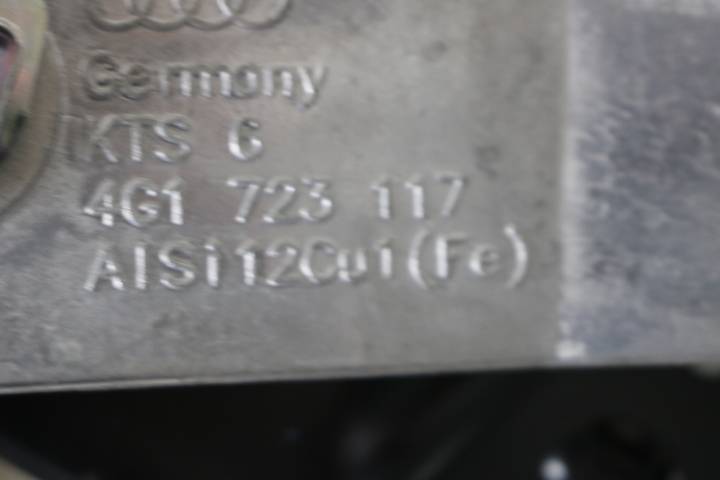 Germany
KTS 6
4G1 723 117
AlSi12Cu1(Fe)